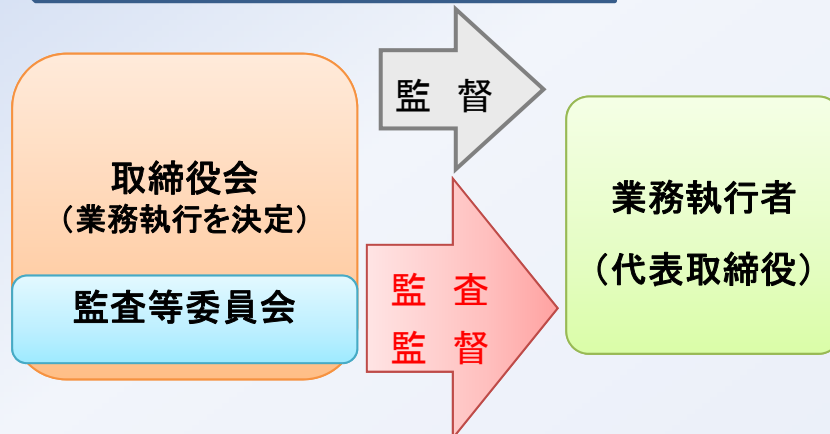 監 督
取締役会
（業務執行を決定）
監査等委員会
監 査
監 督
業務執行者
（代表取締役）